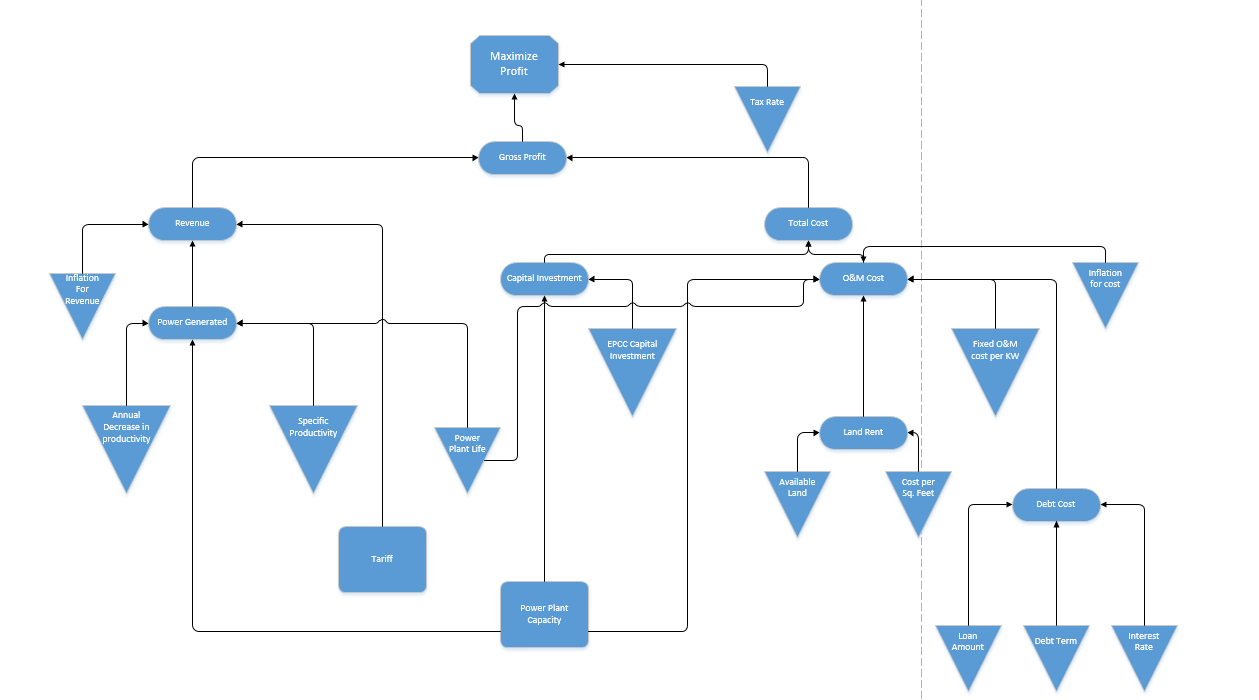 Maximize
Profit
Tax Rate
Gross Profit
Revenue
Total Cost
Inflation
For
Revenue
Capital Investment
O&M Cost
Inflation
for cost
Power Generated
EPCC Capital
Investment
Fixed O&M
cost per KW
Annual
Decrease in
productivity
Specific
Productivity
Power
Plant Life
Land Rent
Available
Land
Cost per
Sq. Feet
Debt Cost
Tariff
Power Plant
Capacity
Loan
Amount
Debt Term
Interest
Rate